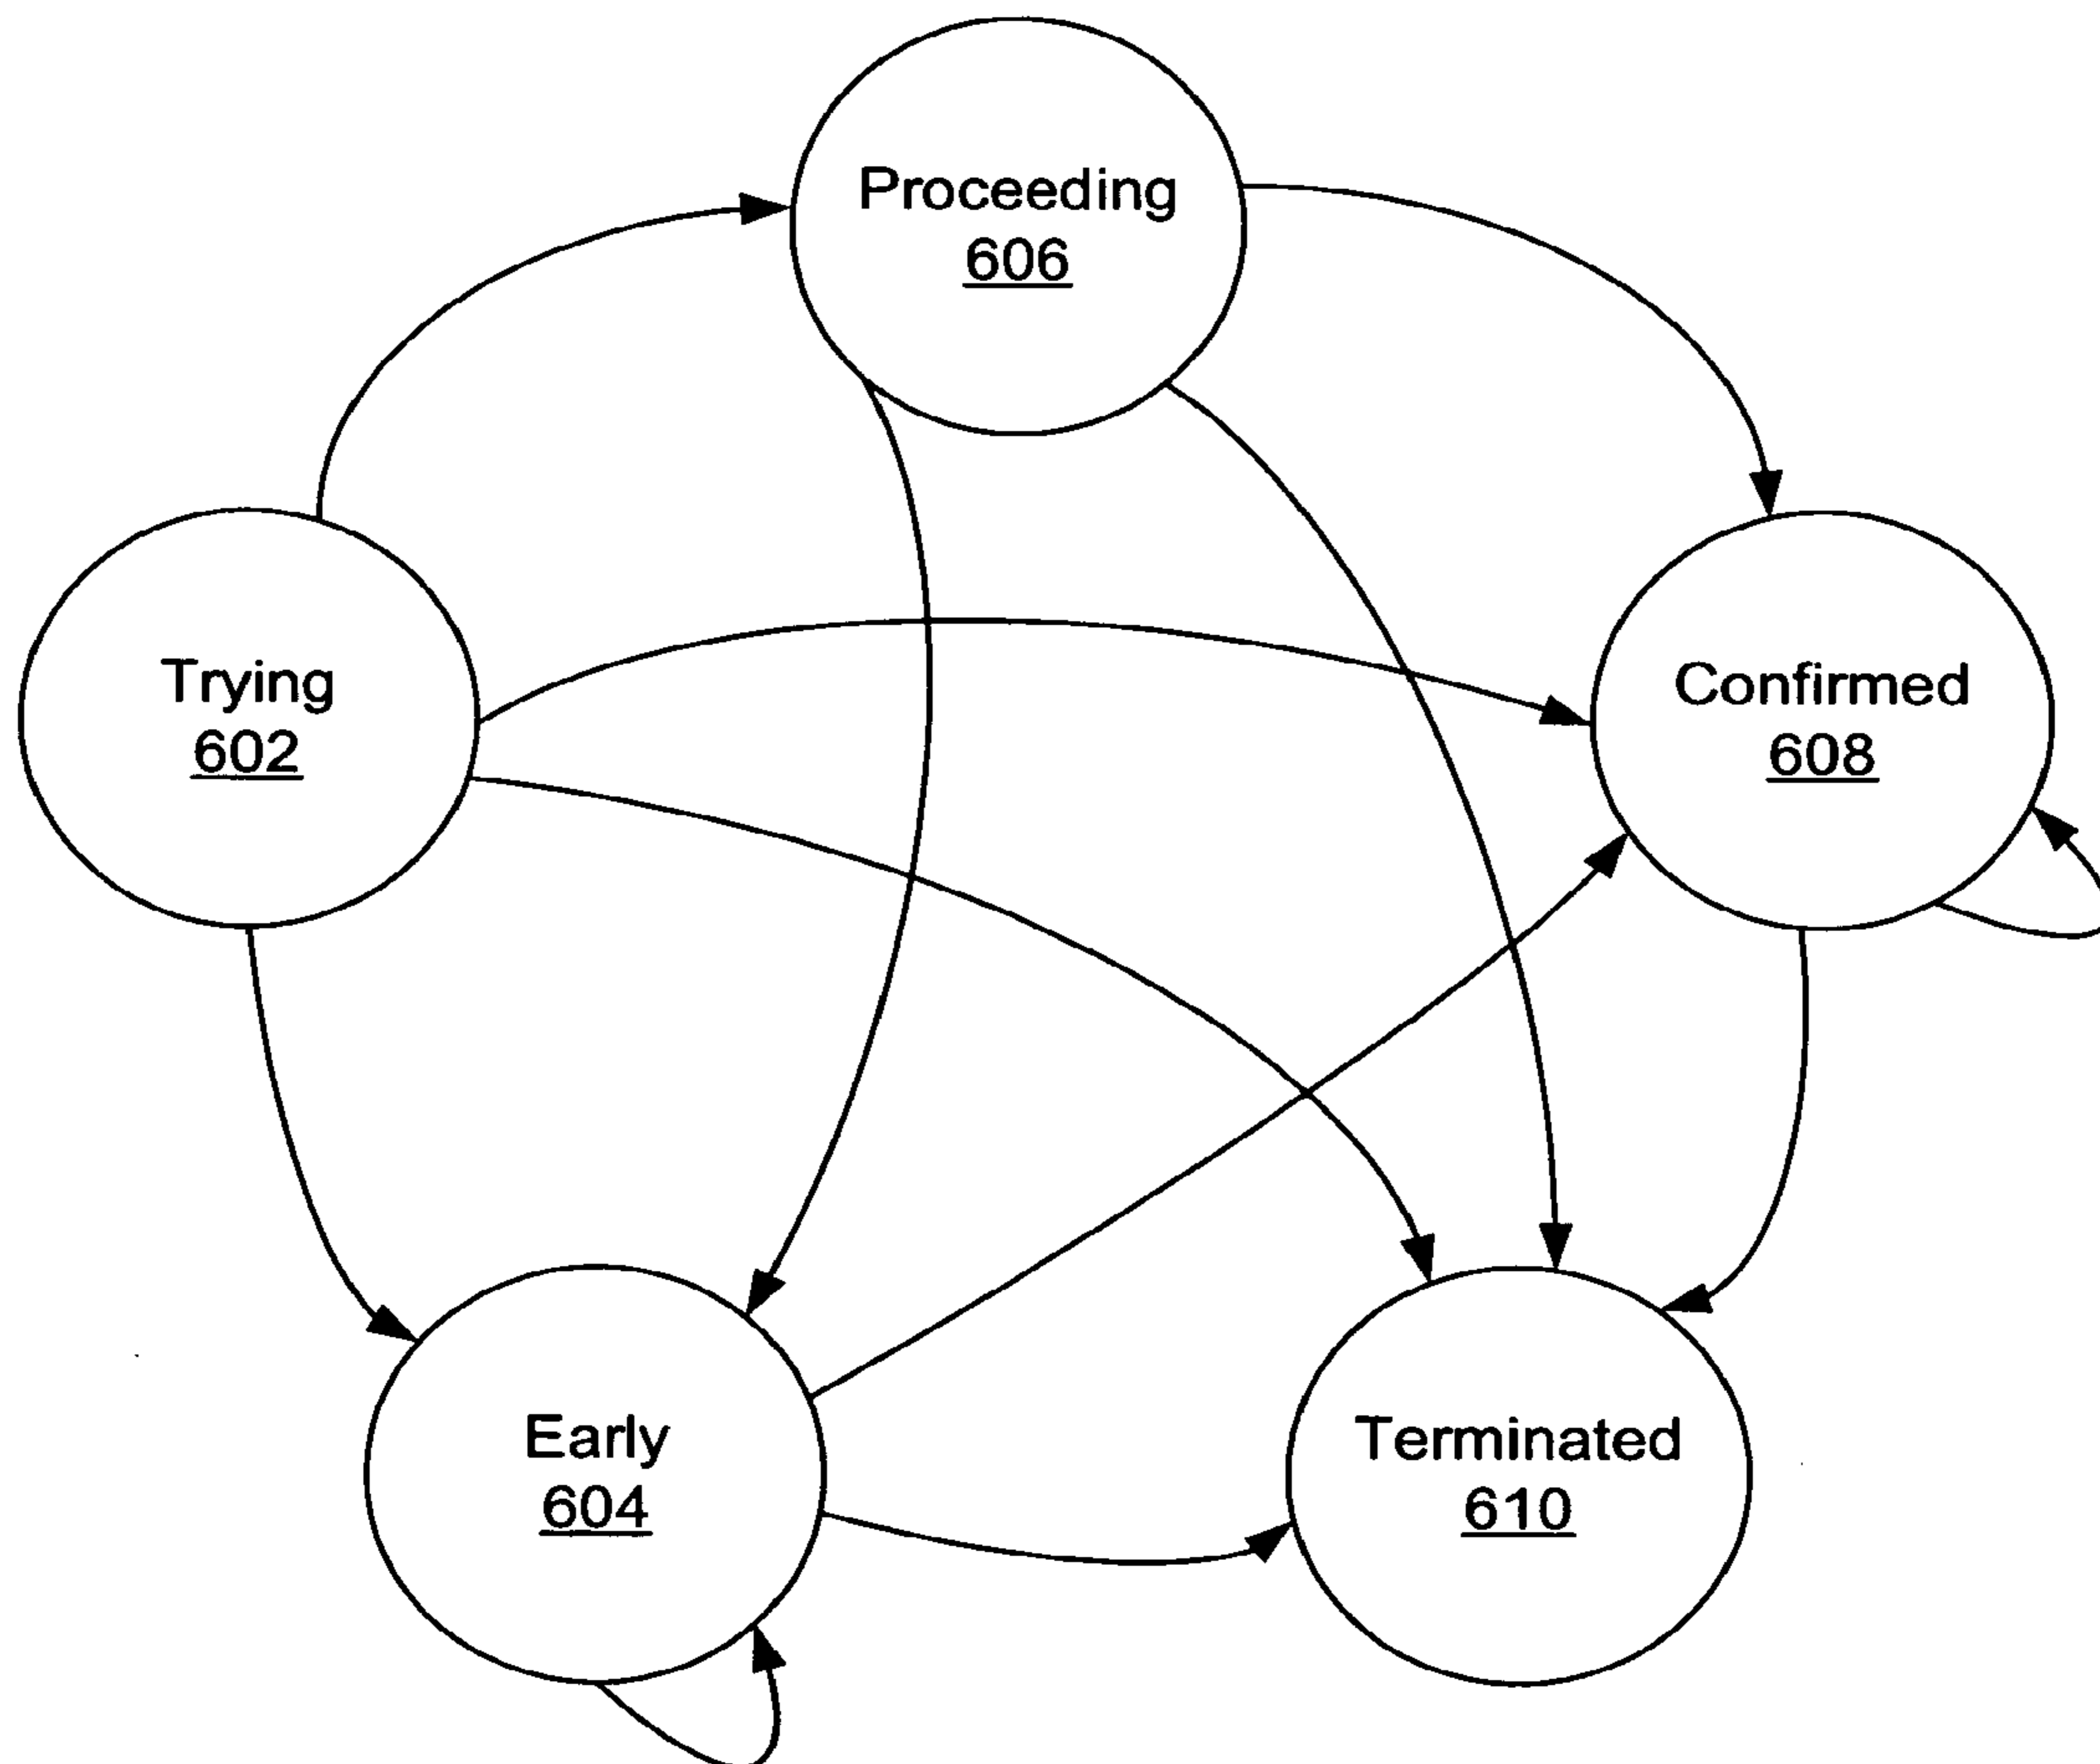 Proceeding
606
Trying
602
Confirmed
608
Early
604
Terminated
610